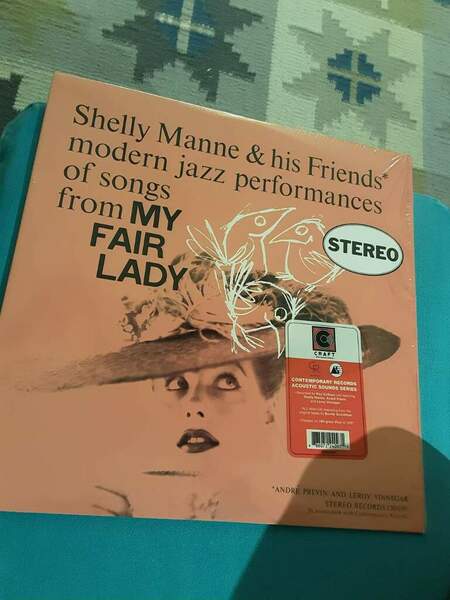 Shelly Manne & his Friends*
modern jazz performances
of songs
from MY
FAIR
LADY
STEREO
CRAFT
CONTEMPORARY RECORDS
ACOUSTIC SOUNDS SERIES
*ANDRÉ PREVIN AND LEROY VINNEGAR
STEREO RECORDS